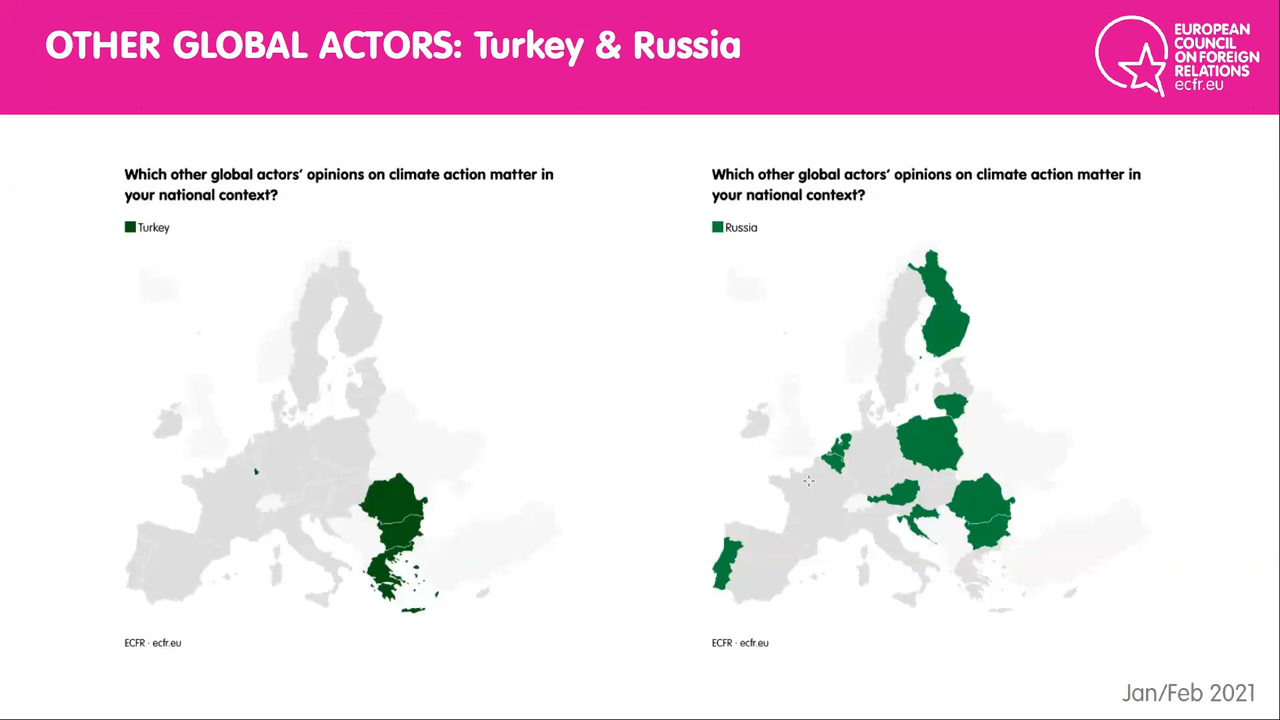 OTHER GLOBAL ACTORS: Turkey & Russia
EUROPEAN
COUNCIL
ON FOREIGN
RELATIONS
ecfr.eu
Which other global actors’ opinions on climate action matter in
your national context?
Turkey
ECFR · ecfr.eu
Which other global actors’ opinions on climate action matter in
your national context?
Russia
ECFR · ecfr.eu
Jan/Feb 2021